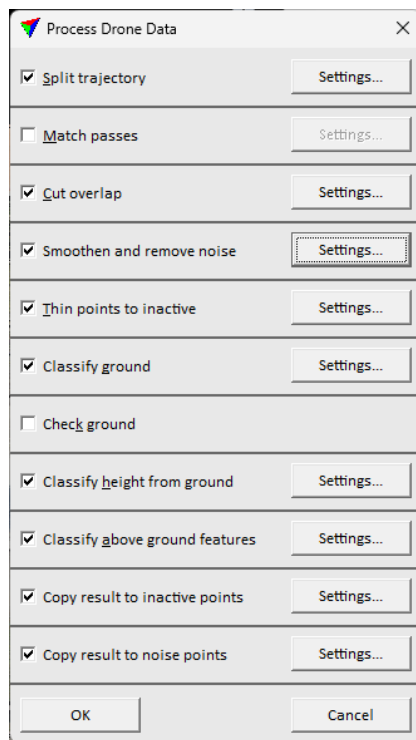 Process Drone Data
Split trajectory Settings...
Match passes Settings...
Cut overlap Settings...
Smoothen and remove noise Settings...
Thin points to inactive Settings...
Classify ground Settings...
Check ground
Classify height from ground Settings...
Classify above ground features Settings...
Copy result to inactive points Settings...
Copy result to noise points Settings...
OK Cancel